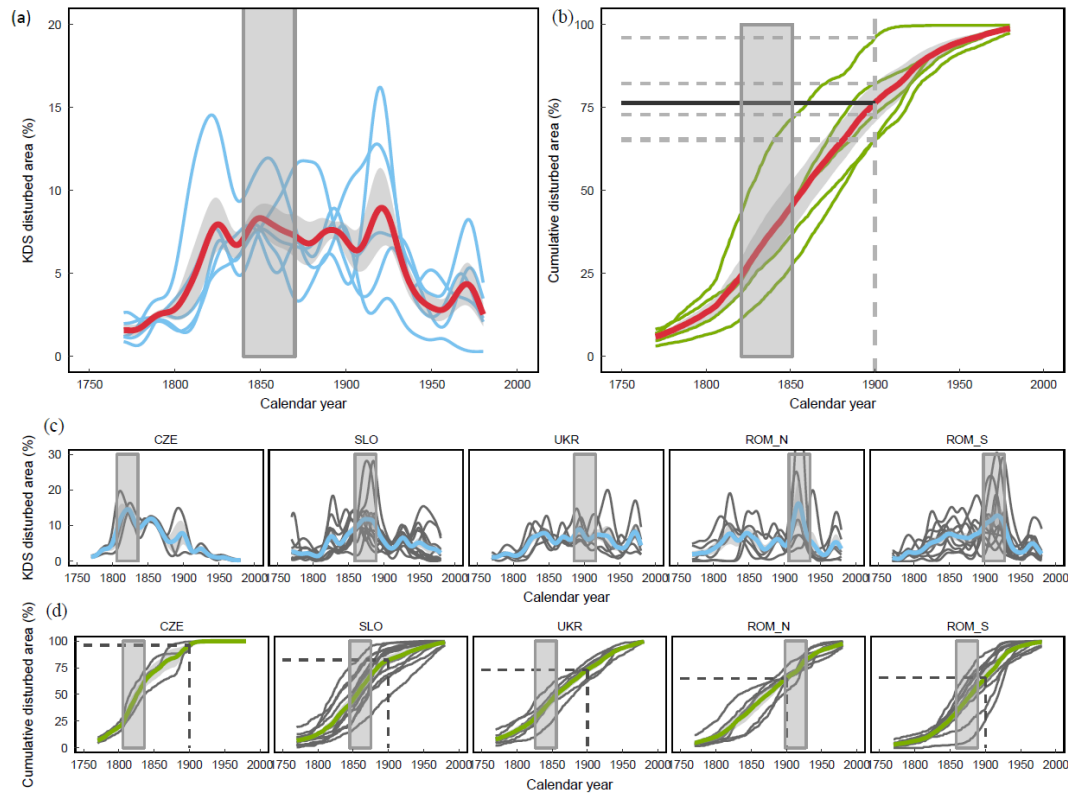 (a)
20
15
10
5
0
KDS disturbed area (%)
1750 1800 1850 1900 1950 2000
Calendar year
(b)
100
75
50
25
0
Cumulative disturbed area (%)
1750 1800 1850 1900 1950 2000
Calendar year
(c)
CZE SLO UKR ROM_N ROM_S
30
20
10
0
KDS disturbed area (%)
1750 1800 1850 1900 1950 2000 1750 1800 1850 1900 1950 2000 1750 1800 1850 1900 1950 2000 1750 1800 1850 1900 1950 2000 1750 1800 1850 1900 1950 2000
Calendar year
(d)
CZE SLO UKR ROM_N ROM_S
100
75
50
25
0
Cumulative disturbed area (%)
1750 1800 1850 1900 1950 2000 1750 1800 1850 1900 1950 2000 1750 1800 1850 1900 1950 2000 1750 1800 1850 1900 1950 2000 1750 1800 1850 1900 1950 2000
Calendar year